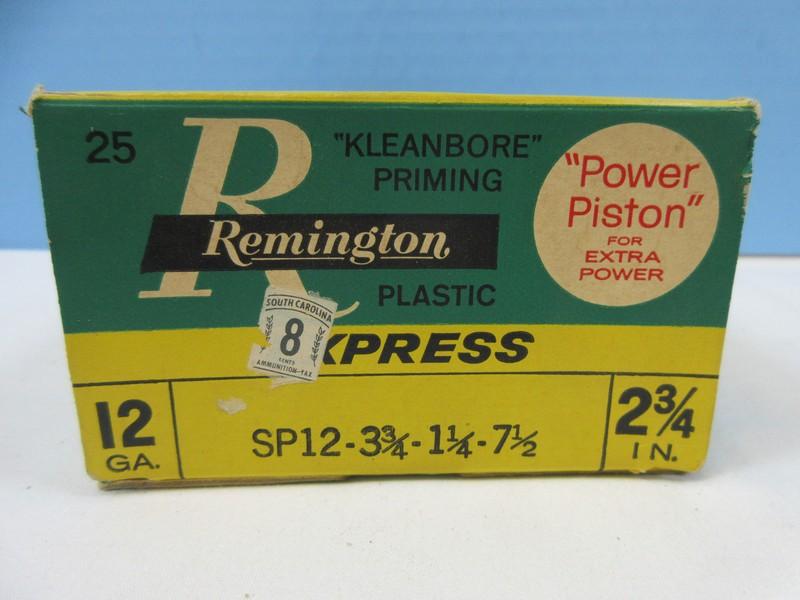 25
R
"KLEANBORE"
PRIMING
Remington
PLASTIC
"Power
Piston"
FOR
EXTRA
POWER
SOUTH CAROLINA
8
CENTS
AMMUNITION-TAX
XPRESS
12
GA.
SP12-3¾-1¼-7½
2¾
IN.